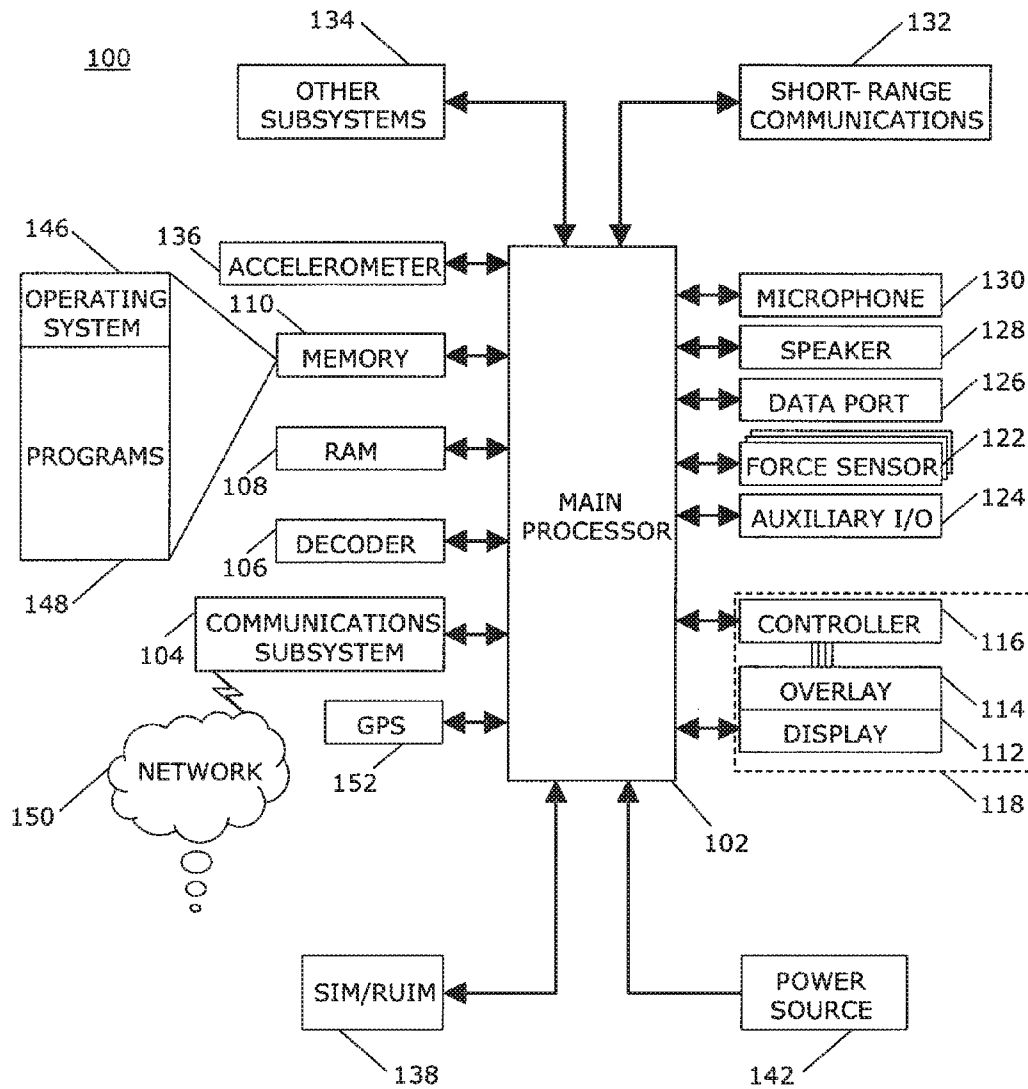 100
134
132
OTHER
SUBSYSTEMS
SHORT-RANGE
COMMUNICATIONS
146
136
ACCELEROMETER
110
OPERATING
SYSTEM
MEMORY
PROGRAMS
RAM
108
DECODER
106
148
COMMUNICATIONS
SUBSYSTEM
104
GPS
152
NETWORK
150
MAIN
PROCESSOR
102
MICROPHONE
130
SPEAKER
128
DATA PORT
126
FORCE SENSOR
122
AUXILIARY I/O
124
CONTROLLER
116
OVERLAY
114
DISPLAY
112
118
SIM/RUIM
138
POWER
SOURCE
142